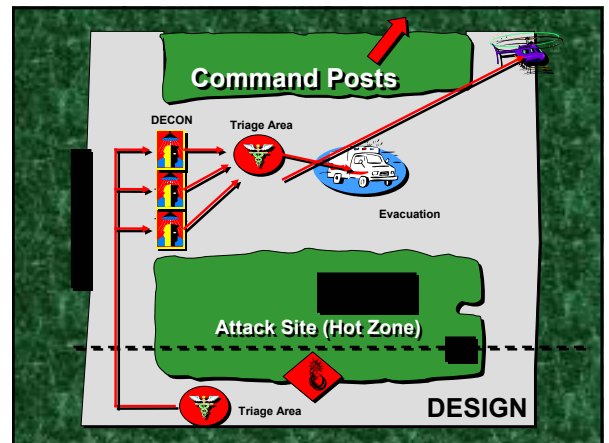 Command Posts
DECON
Triage Area
Evacuation
Attack Site (Hot Zone)
Triage Area
DESIGN